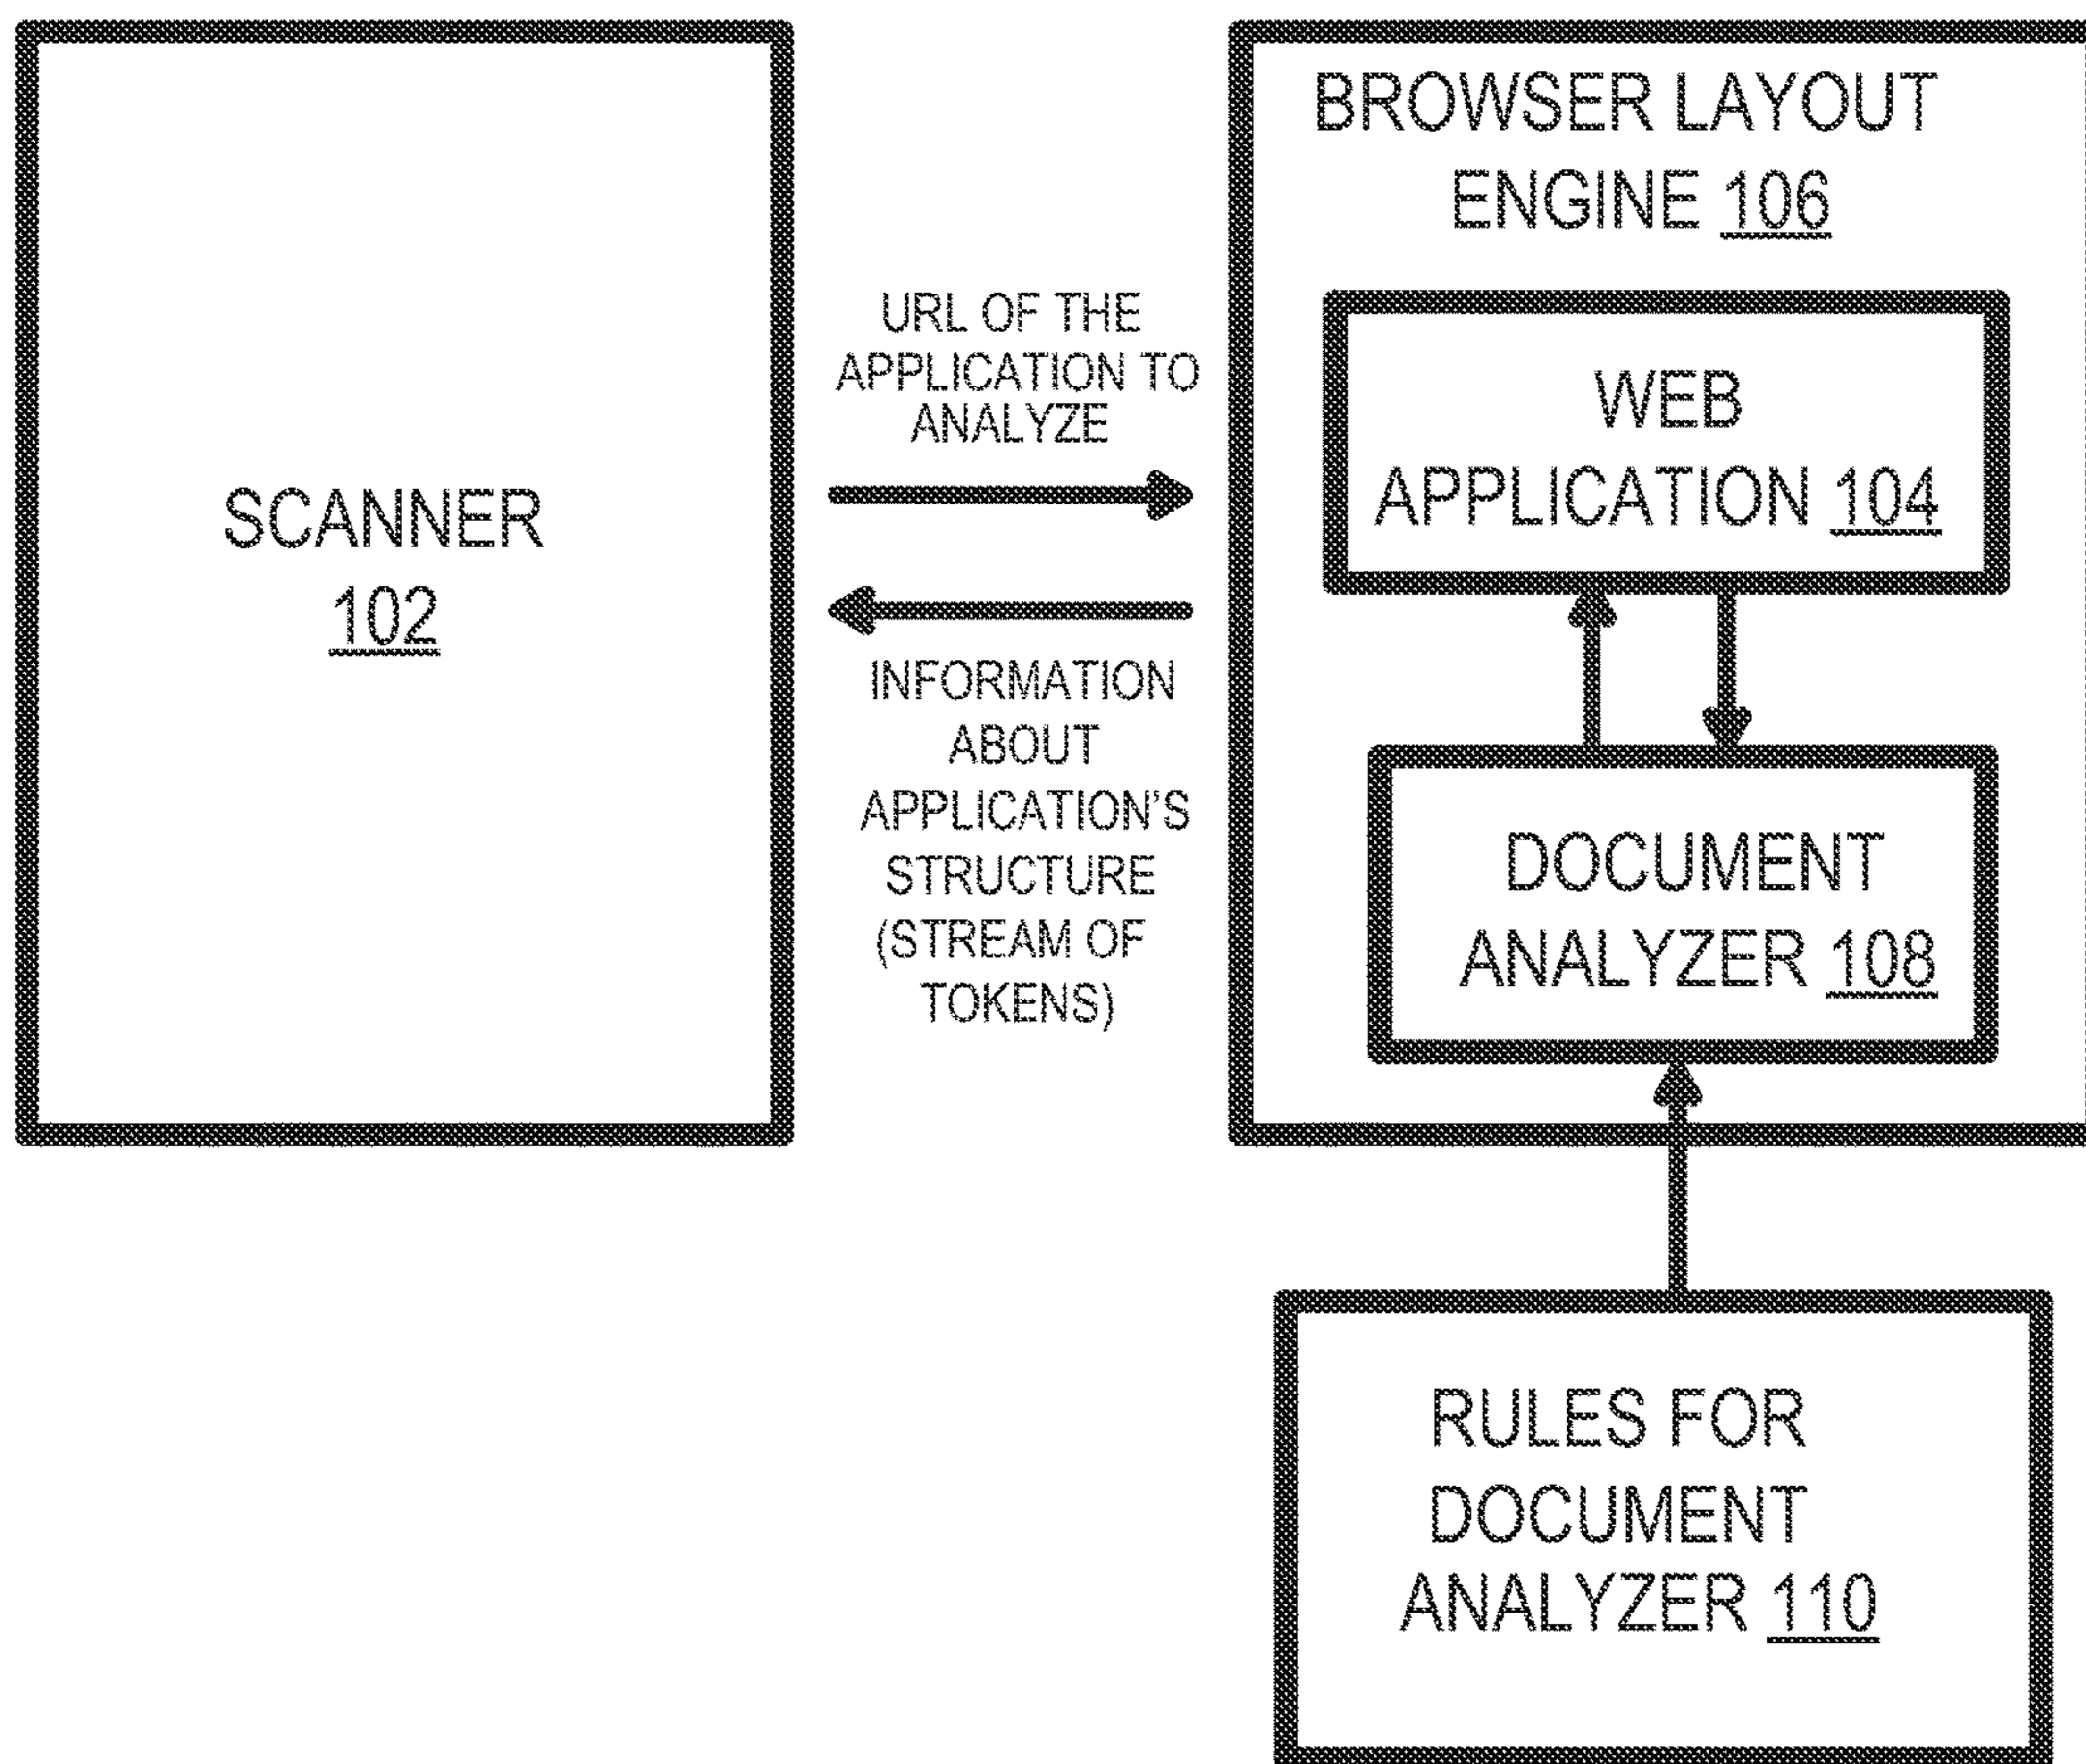 SCANNER
102
URL OF THE
APPLICATION TO
ANALYZE
INFORMATION
ABOUT
APPLICATION'S
STRUCTURE
(STREAM OF
TOKENS)
BROWSER LAYOUT
ENGINE 106
WEB
APPLICATION 104
DOCUMENT
ANALYZER 108
RULES FOR
DOCUMENT
ANALYZER 110